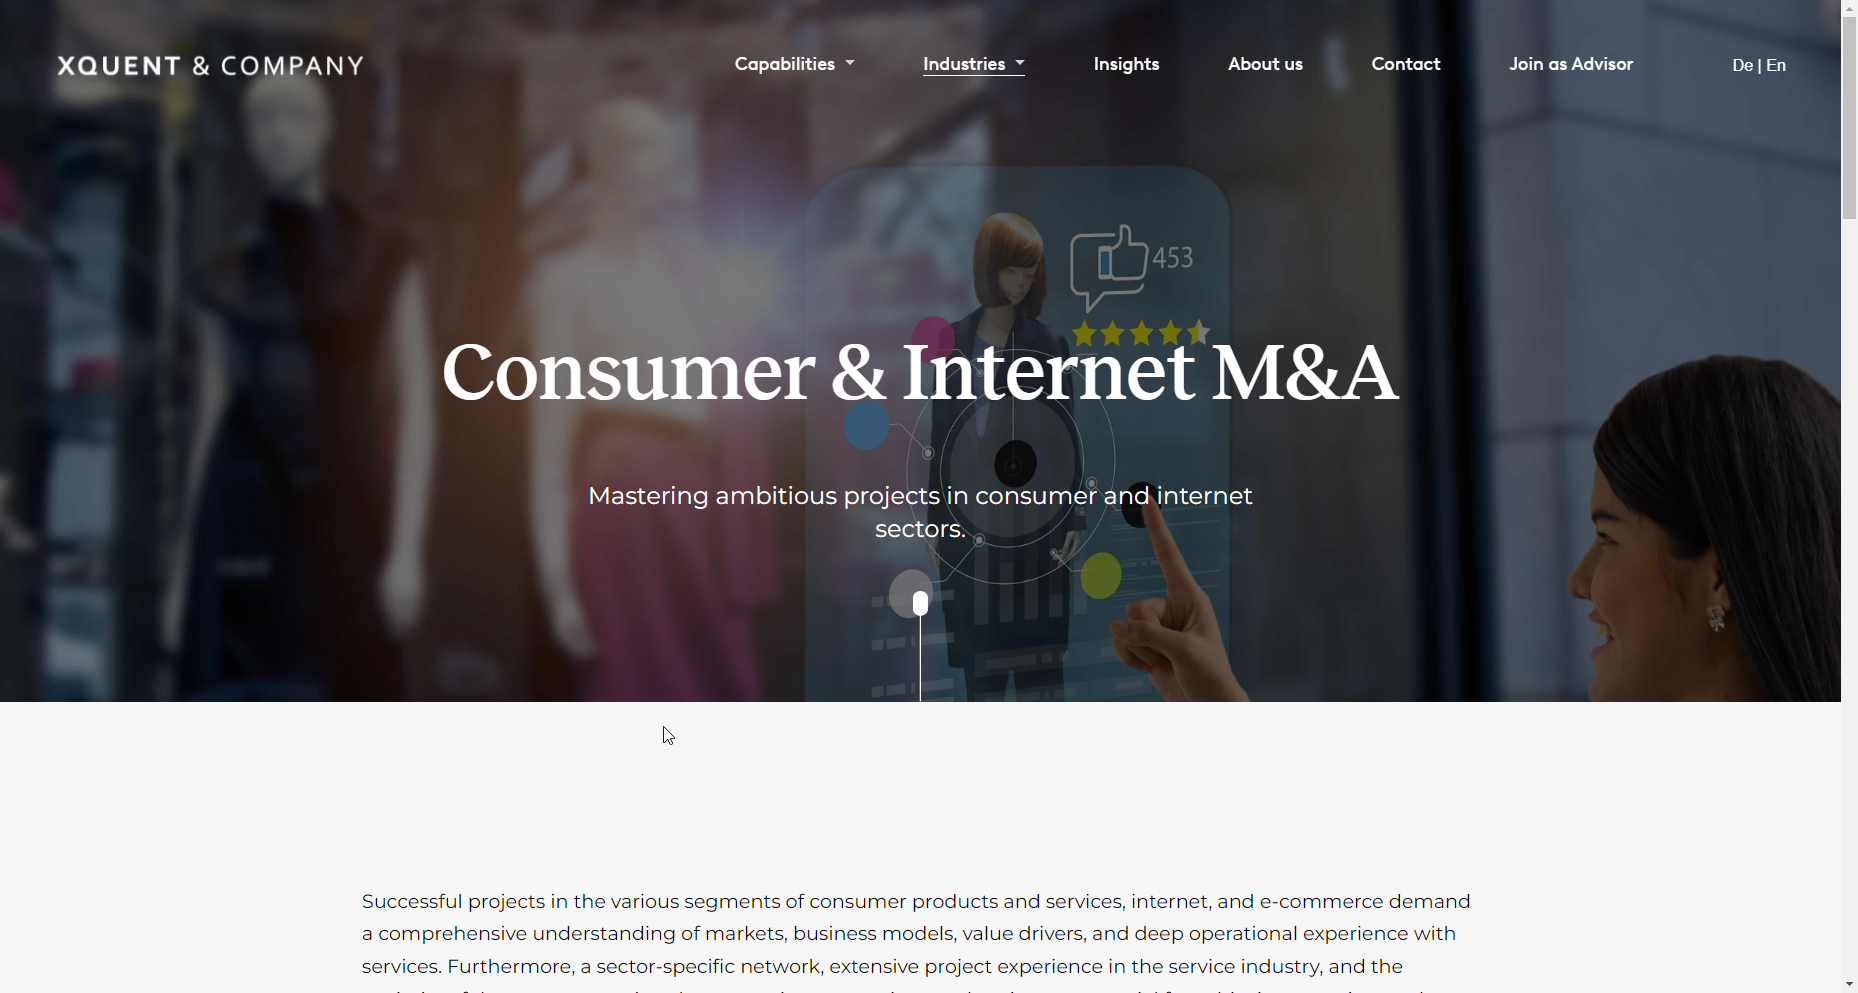 XQUENT & COMPANY
Capabilities
Industries
Insights
About us
Contact
Join as Advisor
De | En
453
Consumer & Internet M&A
Mastering ambitious projects in consumer and internet
sectors.
Successful projects in the various segments of consumer products and services, internet, and e-commerce demand
a comprehensive understanding of markets, business models, value drivers, and deep operational experience with
services. Furthermore, a sector-specific network, extensive project experience in the service industry, and the